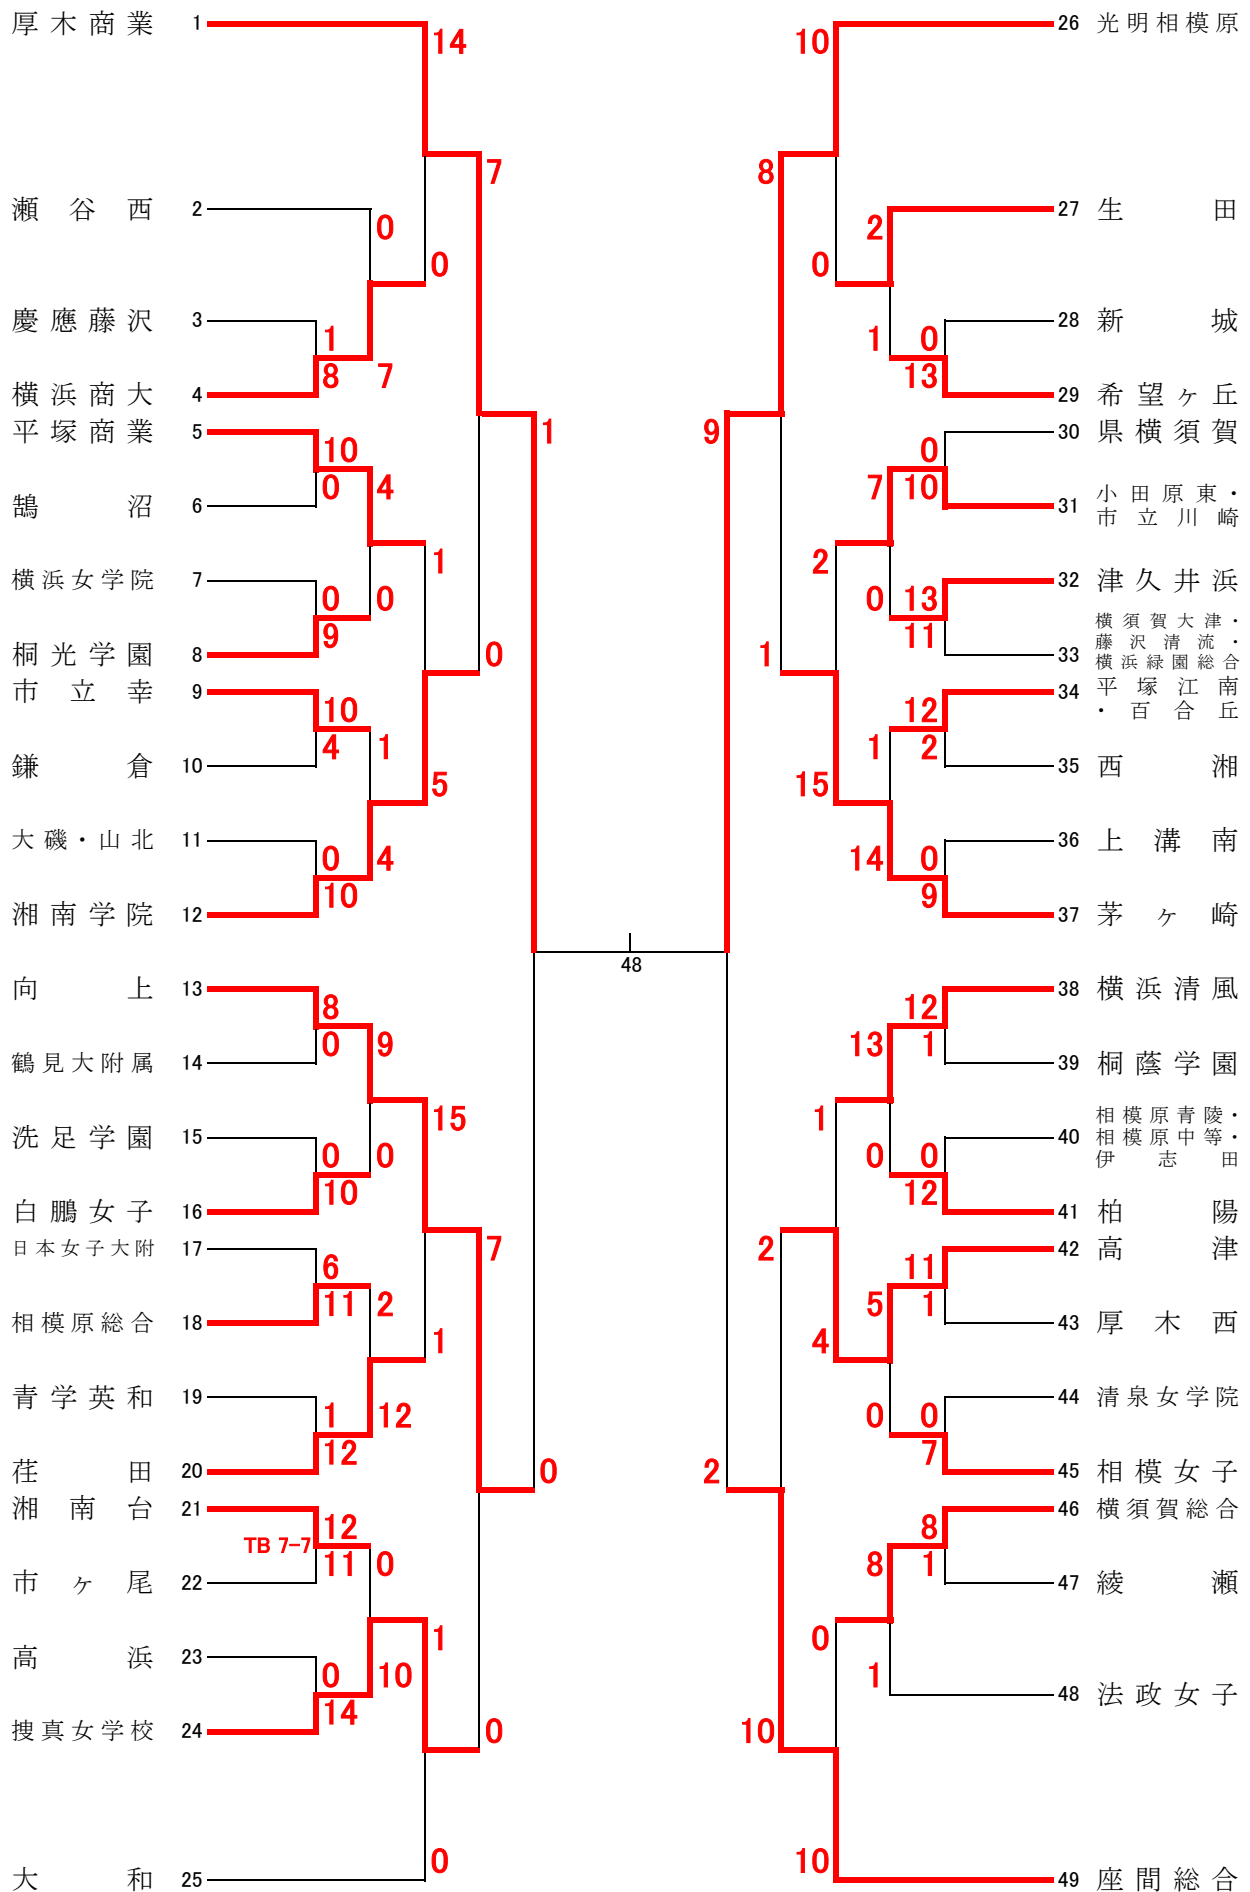 厚木商業 1
14
7
瀬谷西 2
0
0
慶應藤沢 3
1
8
7
横浜商大 4
平塚商業 5
10
0
4
1
鵠沼 6
1
横浜女学院 7
0
9
0
桐光学園 8
0
市立幸 9
10
4
1
鎌倉 10
5
大磯・山北 11
0
10
4
湘南学院 12
向上 13
8
0
9
鶴見大附属 14
15
洗足学園 15
0
10
0
白鵬女子 16
7
日本女子大附 17
6
11
2
相模原総合 18
1
青学英和 19
1
12
12
荏田 20
0
湘南台 21
TB 7-7
12
11
0
市ヶ尾 22
1
高浜 23
0
14
10
捜真女学校 24
0
0
大和 25
48
10
26 光明相模原
8
2
27 生田
0
1
0
13
28 新城
29 希望ヶ丘
9
30 県横須賀
0
10
7
31 小田原東・
市立川崎
2
0
13
11
32 津久井浜
33 横須賀大津・
藤沢清流・
横浜緑園総合
1
34 平塚江南
・百合丘
12
2
1
35 西湘
15
14
0
9
36 上溝南
37 茅ヶ崎
38 横浜清風
12
1
13
39 桐蔭学園
1
0
0
12
40 相模原青陵・
相模原中等・
伊志田
41 柏陽
2
42 高津
11
1
5
43 厚木西
4
0
0
7
44 清泉女学院
45 相模女子
2
46 横須賀総合
8
1
8
47 綾瀬
0
1
48 法政女子
10
10
49 座間総合